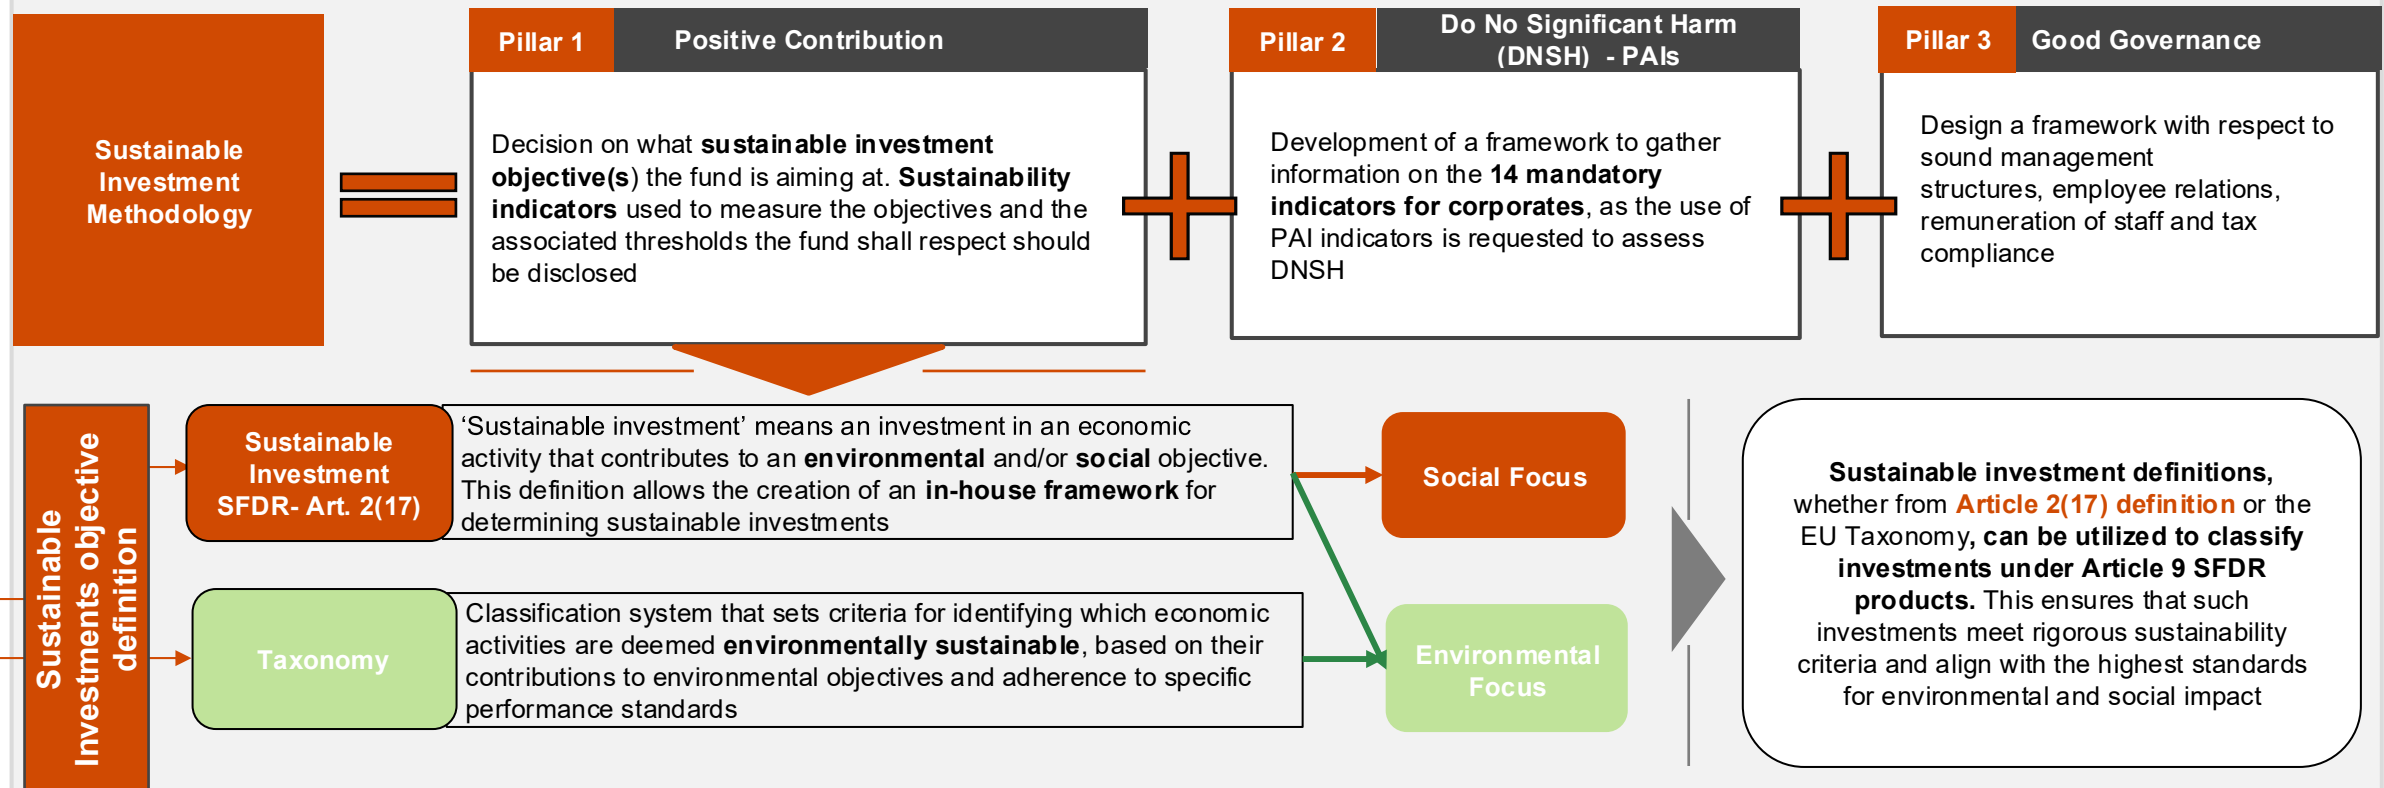 Sustainable
Investment
Methodology
Pillar 1
Positive Contribution
Decision on what sustainable investment
objective(s) the fund is aiming at. Sustainability
indicators used to measure the objectives and the
associated thresholds the fund shall respect should
be disclosed
Pillar 2
Do No Significant Harm
(DNSH) - PAIs
Development of a framework to gather
information on the 14 mandatory
indicators for corporates, as the use of
PAI indicators is requested to assess
DNSH
Pillar 3
Good Governance
Design a framework with respect to
sound management
structures, employee relations,
remuneration of staff and tax
compliance
Sustainable
Investments objective
definition
Sustainable
Investment
SFDR- Art. 2(17)
‘Sustainable investment’ means an investment in an economic
activity that contributes to an environmental and/or social objective.
This definition allows the creation of an in-house framework for
determining sustainable investments
Social Focus
Taxonomy
Classification system that sets criteria for identifying which economic
activities are deemed environmentally sustainable, based on their
contributions to environmental objectives and adherence to specific
performance standards
Environmental
Focus
Sustainable investment definitions,
whether from Article 2(17) definition or the
EU Taxonomy, can be utilized to classify
investments under Article 9 SFDR
products. This ensures that such
investments meet rigorous sustainability
criteria and align with the highest standards
for environmental and social impact